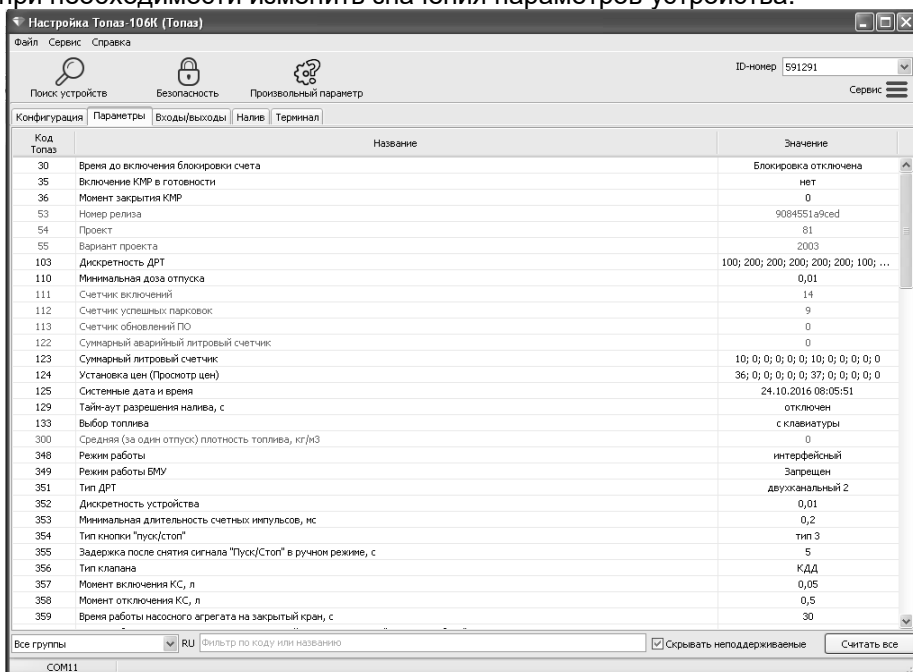 при необходимости изменить значения параметров устройства.
Настройка Топаз-106К (Топаз)
Файл Сервис Справка
Поиск устройств Безопасность Произвольный параметр
ID-номер 591291
Сервис
Конфигурация Параметры Входы/выходы Налив Терминал
Код Топаз Название Значение
30 Время до включения блокировки счета Блокировка отключена
35 Включение КМР в готовности нет
36 Момент закрытия КМР 0
53 Номер релиза 9084551a9ced
54 Проект 81
55 Вариант проекта 2003
103 Дискретность ДРТ 100; 200; 200; 200; 200; 200; 100; ...
110 Минимальная доза отпуска 0,01
111 Счетчик включений 14
112 Счетчик успешных парковок 9
113 Счетчик обновлений ПО 0
122 Суммарный аварийный литровый счетчик 0
123 Суммарный литровый счетчик 10; 0; 0; 0; 0; 0; 10; 0; 0; 0; 0; 0
124 Установка цен (Просмотр цен) 36; 0; 0; 0; 0; 0; 37; 0; 0; 0; 0; 0
125 Системные дата и время 24.10.2016 08:05:51
129 Тайм-аут разрешения налива, с отключен
133 Выбор топлива с клавиатуры
300 Средняя (за один отпуск) плотность топлива, кг/м3 0
348 Режим работы интерфейсный
349 Режим работы БМУ Запрещен
351 Тип ДРТ двухканальный 2
352 Дискретность устройства 0,01
353 Минимальная длительность счетных импульсов, мс 0,2
354 Тип кнопки "пуск/стоп" тип 3
355 Задержка после снятия сигнала "Пуск/Стоп" в ручном режиме, с 5
356 Тип клапана КДД
357 Момент включения КС, л 0,05
358 Момент отключения КС, л 0,5
359 Время работы насосного агрегата на закрытый кран, с 30
Все группы RU Фильтр по коду или названию Скрывать неподдерживаемые Считать все
COM11